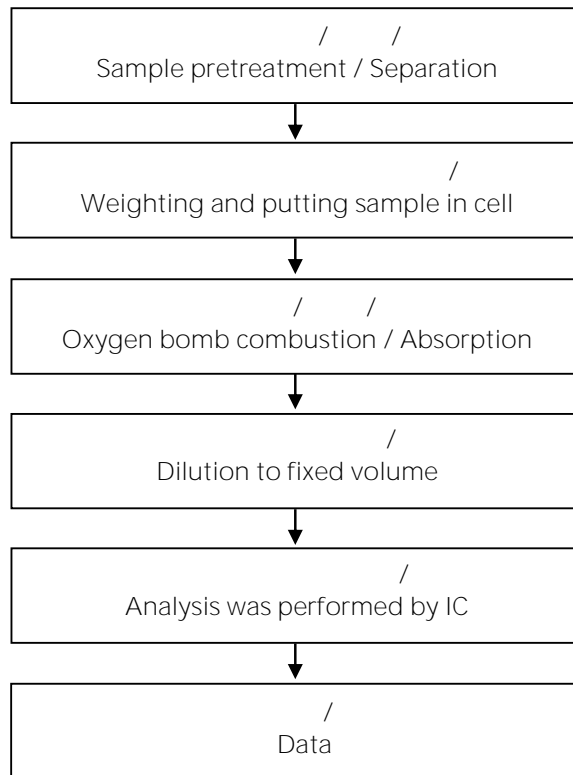 / /
Sample pretreatment / Separation
/
Weighting and putting sample in cell
/ /
Oxygen bomb combustion / Absorption
/
Dilution to fixed volume
/
Analysis was performed by IC
/
Data